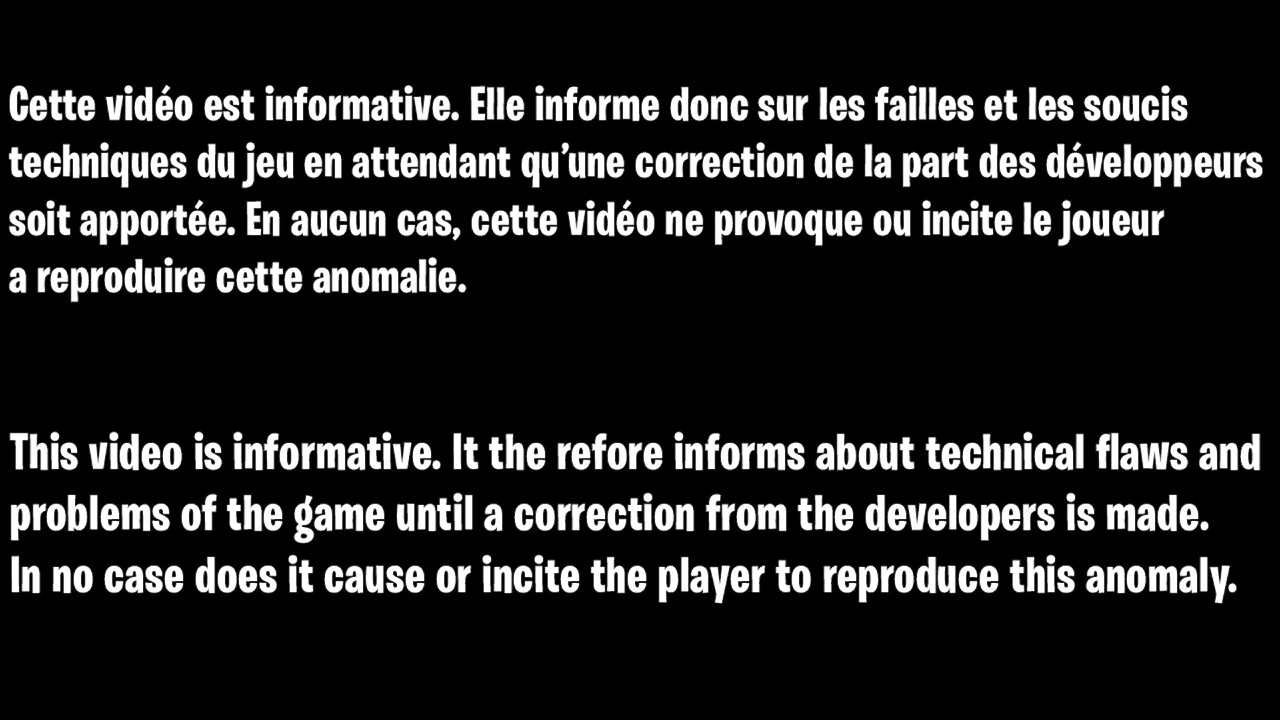 Cette vidéo est informative. Elle informe donc sur les failles et les soucis
techniques du jeu en attendant qu'une correction de la part des développeurs
soit apportée. En aucun cas, cette vidéo ne provoque ou incite le joueur
a reproduire cette anomalie.
This video is informative. It the refore informs about technical flaws and
problems of the game until a correction from the developers is made.
In no case does it cause or incite the player to reproduce this anomaly.